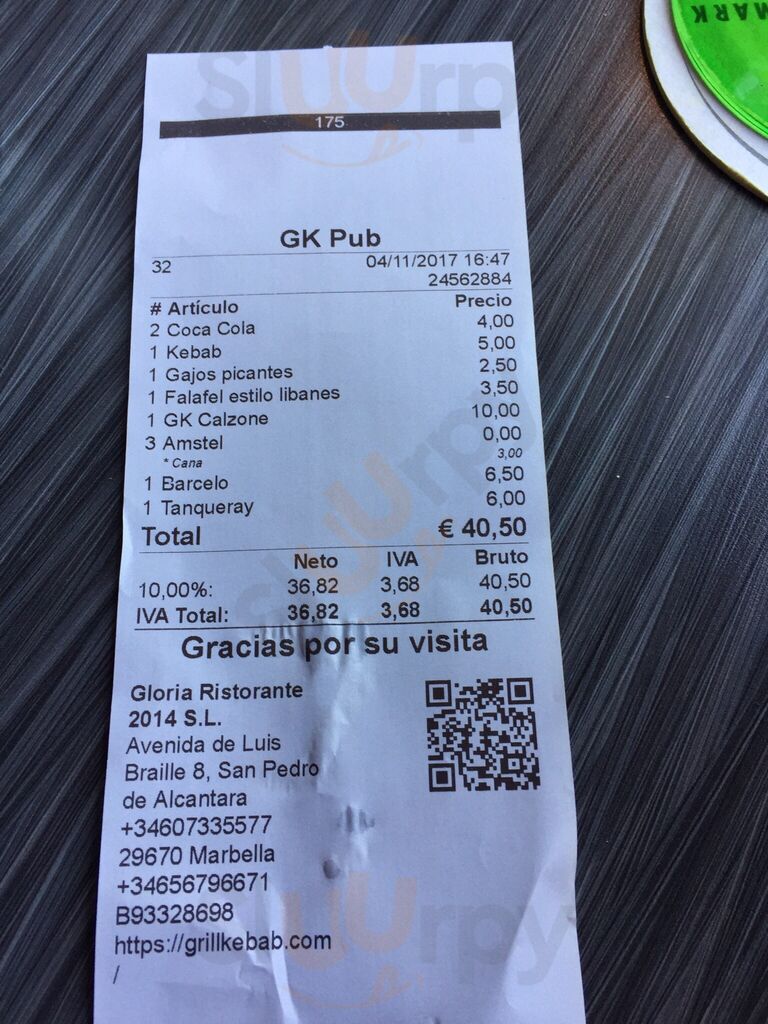 MARK
175
GK Pub
32 04/11/2017 16:47
24562884
# Artículo Precio
2 Coca Cola 4,00
1 Kebab 5,00
1 Gajos picantes 2,50
1 Falafel estilo libanes 3,50
1 GK Calzone 10,00
3 Amstel 0,00
* Cana 3,00
1 Barcelo 6,50
1 Tanqueray 6,00
Total € 40,50
Neto IVA Bruto
10,00%: 36,82 3,68 40,50
IVA Total: 36,82 3,68 40,50
Gracias por su visita
Gloria Ristorante
2014 S.L.
Avenida de Luis
Braille 8, San Pedro
de Alcantara
+34607335577
29670 Marbella
+34656796671
B93328698
https://grillkebab.com
/
Sluurpy
Sluurpy
Sluurpy